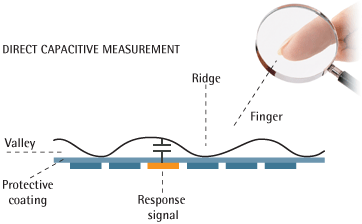 DIRECT CAPACITIVE MEASUREMENT
Ridge
Finger
Valley
Protective
coating
Response
signal